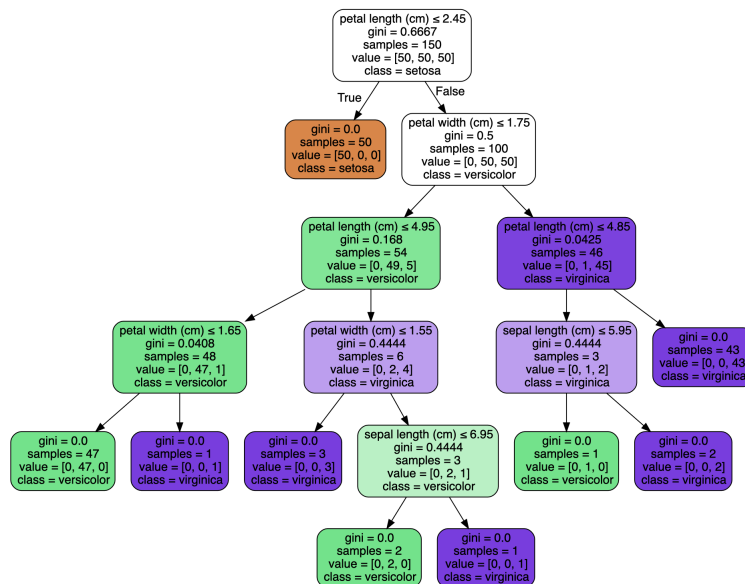 petal length (cm) ≤ 2.45
gini = 0.6667
samples = 150
value = [50, 50, 50]
class = setosa
True
False
gini = 0.0
samples = 50
value = [50, 0, 0]
class = setosa
petal width (cm) ≤ 1.75
gini = 0.5
samples = 100
value = [0, 50, 50]
class = versicolor
petal length (cm) ≤ 4.95
gini = 0.168
samples = 54
value = [0, 49, 5]
class = versicolor
petal length (cm) ≤ 4.85
gini = 0.0425
samples = 46
value = [0, 1, 45]
class = virginica
petal width (cm) ≤ 1.65
gini = 0.0408
samples = 48
value = [0, 47, 1]
class = versicolor
petal width (cm) ≤ 1.55
gini = 0.4444
samples = 6
value = [0, 2, 4]
class = virginica
sepal length (cm) ≤ 5.95
gini = 0.4444
samples = 3
value = [0, 1, 2]
class = virginica
gini = 0.0
samples = 43
value = [0, 0, 43]
class = virginica
gini = 0.0
samples = 47
value = [0, 47, 0]
class = versicolor
gini = 0.0
samples = 1
value = [0, 0, 1]
class = virginica
gini = 0.0
samples = 3
value = [0, 0, 3]
class = virginica
sepal length (cm) ≤ 6.95
gini = 0.4444
samples = 3
value = [0, 2, 1]
class = versicolor
gini = 0.0
samples = 1
value = [0, 1, 0]
class = versicolor
gini = 0.0
samples = 2
value = [0, 0, 2]
class = virginica
gini = 0.0
samples = 2
value = [0, 2, 0]
class = versicolor
gini = 0.0
samples = 1
value = [0, 0, 1]
class = virginica